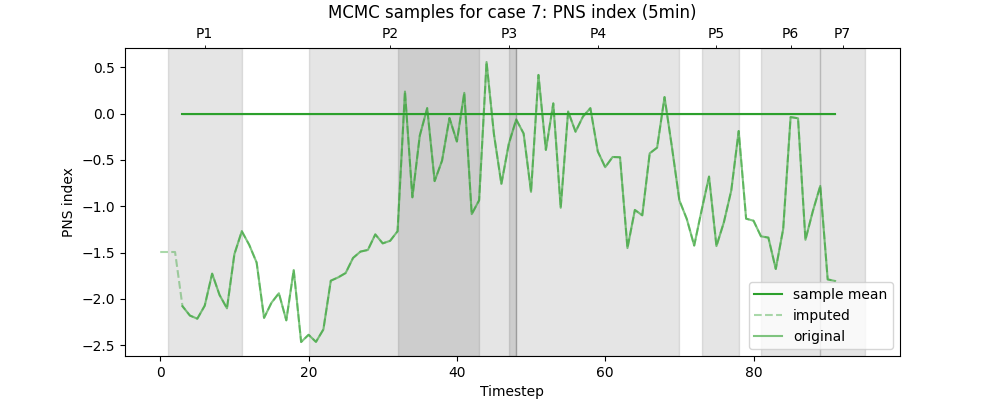 MCMC samples for case 7: PNS index (5min)
P1 P2 P3 P4 P5 P6 P7
0.5
0.0
−0.5
−1.0
−1.5
−2.0
−2.5
PNS index
sample mean
imputed
original
0 20 40 60 80
Timestep